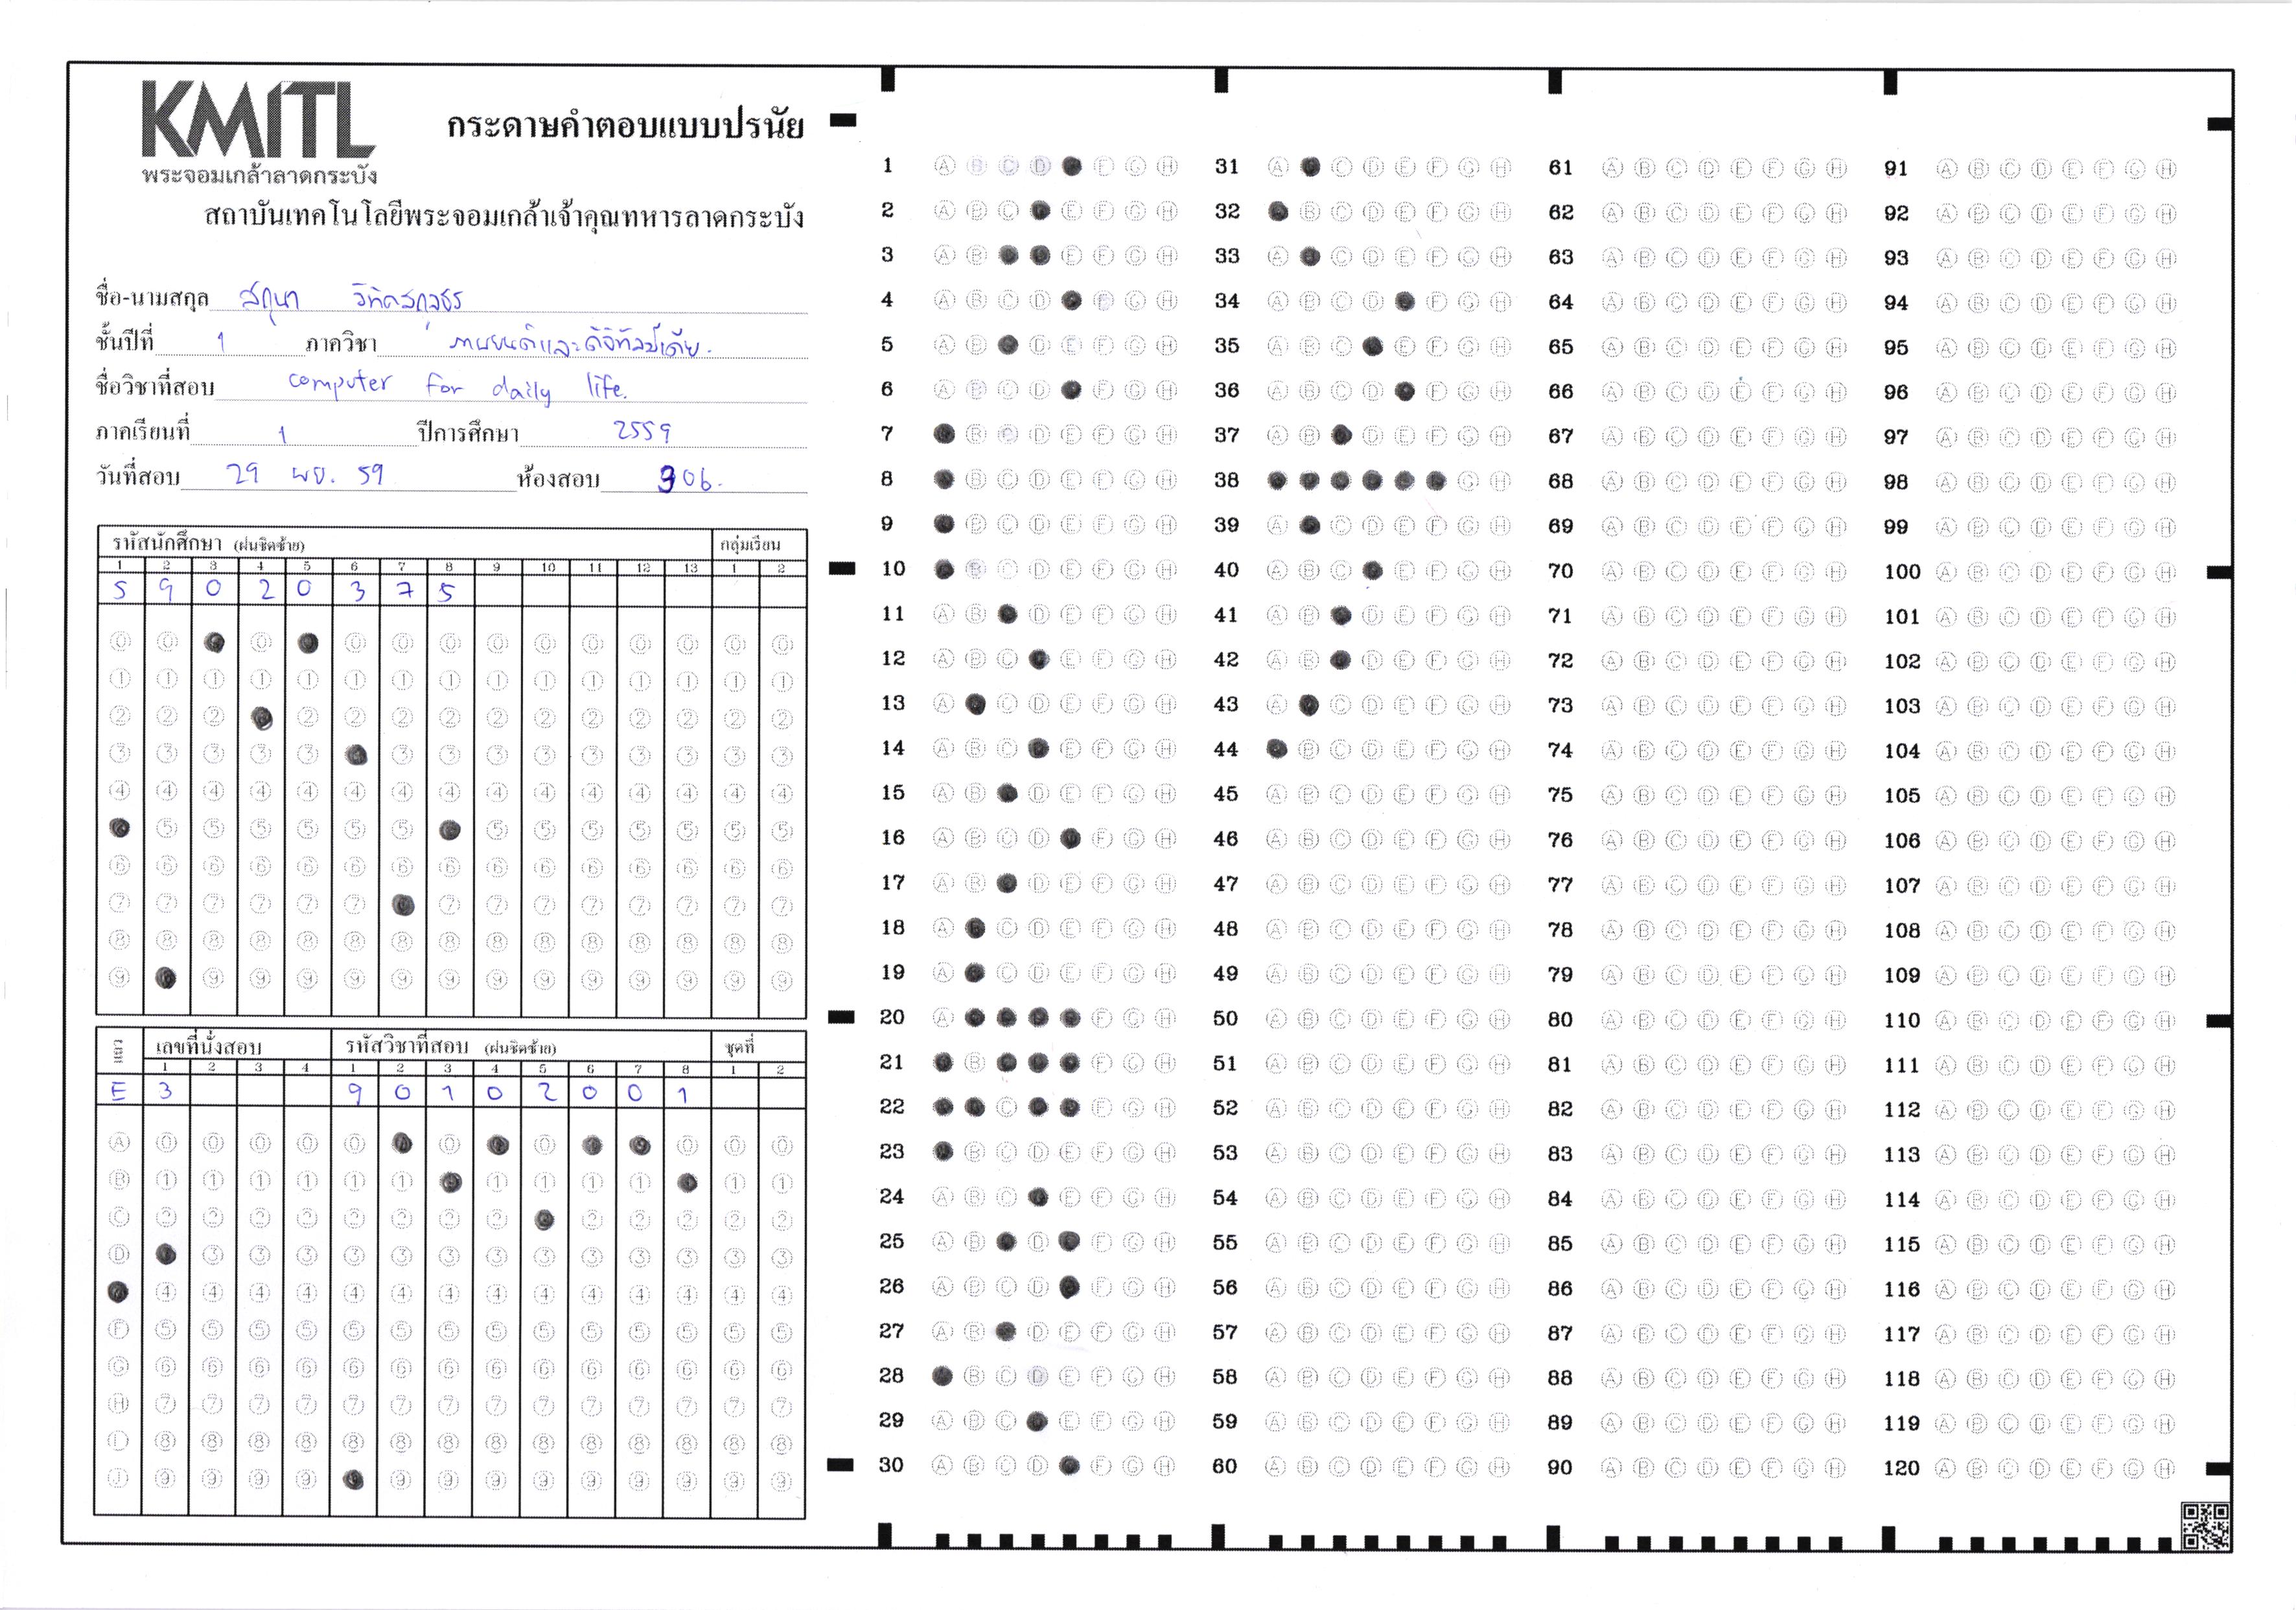 KMITL
พระจอมเกล้าลาดกระบัง
กระดาษคำตอบแบบปรนัย
สถาบันเทคโนโลยีพระจอมเกล้าเจ้าคุณทหารลาดกระบัง
ชื่อ-นามสกุล
ชั้นปีที่ 1 ภาควิชา ภาพยนต์และดิจิทัลมีเดีย.
ชื่อวิชาที่สอบ computer for daily life.
ภาคเรียนที่ 1 ปีการศึกษา 2559
วันที่สอบ 29 พย. 59 ห้องสอบ 306.
รหัสนักศึกษา (ฝนชิดซ้าย) กลุ่มเรียน
1 2 3 4 5 6 7 8 9 10 11 12 13 1 2
5 9 0 2 0 3 7 5
แถว เลขที่นั่งสอบ รหัสวิชาที่สอบ (ฝนชิดซ้าย) ชุดที่
1 2 3 4 1 2 3 4 5 6 7 8 1 2
E 3 9 0 1 0 2 0 0 1
1 A B C D F G H 31 A C D E F G H 61 A B C D E F G H 91 A B C D E F G H
2 A B C E F G H 32 B C D E F G H 62 A B C D E F G H 92 A B C D E F G H
3 A B E F G H 33 A C D E F G H 63 A B C D E F G H 93 A B C D E F G H
4 A B C D F G H 34 A B C D F G H 64 A B C D E F G H 94 A B C D E F G H
5 A B D E F G H 35 A B C E F G H 65 A B C D E F G H 95 A B C D E F G H
6 A B C D F G H 36 A B C D F G H 66 A B C D E F G H 96 A B C D E F G H
7 B C D E F G H 37 A B D E F G H 67 A B C D E F G H 97 A B C D E F G H
8 B C D E F G H 38 G H 68 A B C D E F G H 98 A B C D E F G H
9 B C D E F G H 39 A C D E F G H 69 A B C D E F G H 99 A B C D E F G H
10 B C D E F G H 40 A B C E F G H 70 A B C D E F G H 100 A B C D E F G H
11 A B D E F G H 41 A B D E F G H 71 A B C D E F G H 101 A B C D E F G H
12 A B C E F G H 42 A B D E F G H 72 A B C D E F G H 102 A B C D E F G H
13 A C D E F G H 43 A C D E F G H 73 A B C D E F G H 103 A B C D E F G H
14 A B C E F G H 44 B C D E F G H 74 A B C D E F G H 104 A B C D E F G H
15 A B D E F G H 45 A B C D E F G H 75 A B C D E F G H 105 A B C D E F G H
16 A B C D F G H 46 A B C D E F G H 76 A B C D E F G H 106 A B C D E F G H
17 A B D E F G H 47 A B C D E F G H 77 A B C D E F G H 107 A B C D E F G H
18 A C D E F G H 48 A B C D E F G H 78 A B C D E F G H 108 A B C D E F G H
19 A C D E F G H 49 A B C D E F G H 79 A B C D E F G H 109 A B C D E F G H
20 A F G H 50 A B C D E F G H 80 A B C D E F G H 110 A B C D E F G H
21 B F G H 51 A B C D E F G H 81 A B C D E F G H 111 A B C D E F G H
22 C F G H 52 A B C D E F G H 82 A B C D E F G H 112 A B C D E F G H
23 B C D E F G H 53 A B C D E F G H 83 A B C D E F G H 113 A B C D E F G H
24 A B C E F G H 54 A B C D E F G H 84 A B C D E F G H 114 A B C D E F G H
25 A B D F G H 55 A B C D E F G H 85 A B C D E F G H 115 A B C D E F G H
26 A B C D F G H 56 A B C D E F G H 86 A B C D E F G H 116 A B C D E F G H
27 A B D E F G H 57 A B C D E F G H 87 A B C D E F G H 117 A B C D E F G H
28 B C D E F G H 58 A B C D E F G H 88 A B C D E F G H 118 A B C D E F G H
29 A B C E F G H 59 A B C D E F G H 89 A B C D E F G H 119 A B C D E F G H
30 A B C D F G H 60 A B C D E F G H 90 A B C D E F G H 120 A B C D E F G H